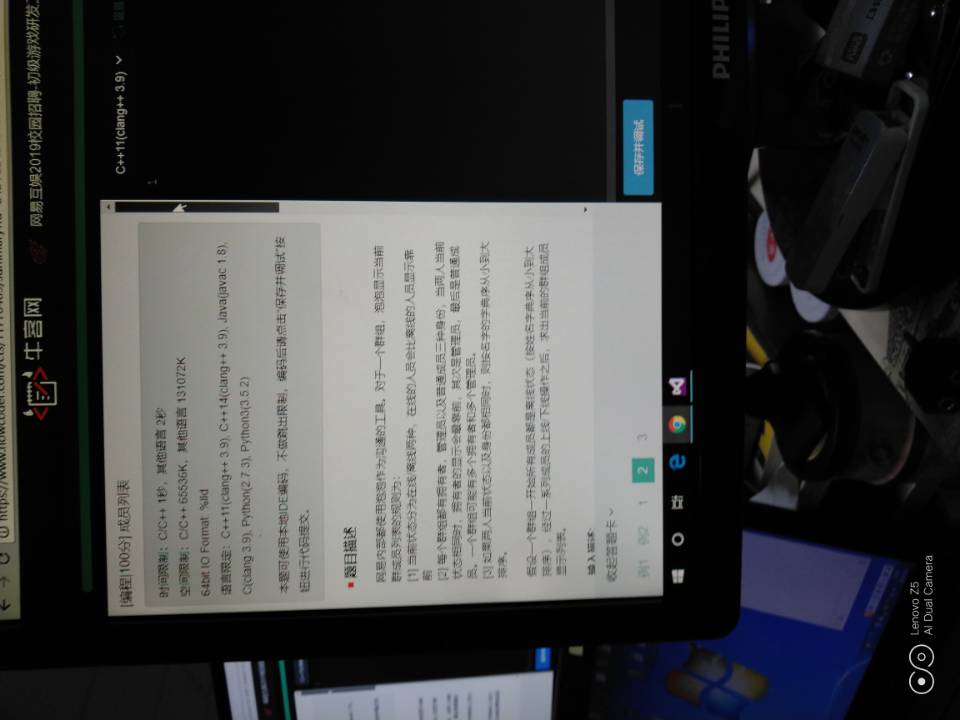 https://www.nowcoder.com/cts/
牛客网
网易互娱2019校园招聘-初级游戏研发工
[编程|100分] 成员列表
C++11(clang++ 3.9)
1
时间限制：C/C++ 1秒，其他语言 2秒
空间限制：C/C++ 65536K，其他语言 131072K
64bit IO Format: %lld
语言限定：C++11(clang++ 3.9), C++14(clang++ 3.9), Java(javac 1.8),
C(clang 3.9), Python(2.7.3), Python3(3.5.2)
本题可使用本地IDE编码，不做跳出限制，编码后请点击“保存并调试”按
钮进行代码提交。
题目描述
网易内部都使用泡泡作为沟通的工具。对于一个群组，泡泡显示当前
群成员列表的规则为：
[1] 当前状态分为在线/离线两种，在线的人员会比离线的人员显示靠
前
[2] 每个群组都有拥有者，管理员以及普通成员三种身份，当两人当前
状态相同时，拥有者的显示会最靠前，其次是管理员，最后是普通成
员。一个群组可能有多个拥有者和多个管理员。
[3] 如果两人当前状态以及身份都相同时，则按名字的字典序从小到大
排序。
假设一个群组一开始所有成员都是离线状态（按姓名字典序从小到大
排序），经过一系列成员的上线/下线操作之后，求出当前的群组成员
显示列表。
输入描述:
收起答题卡
例1 例2 1 2 3
保存并调试
PHILIP
Lenovo Z5
AI Dual Camera